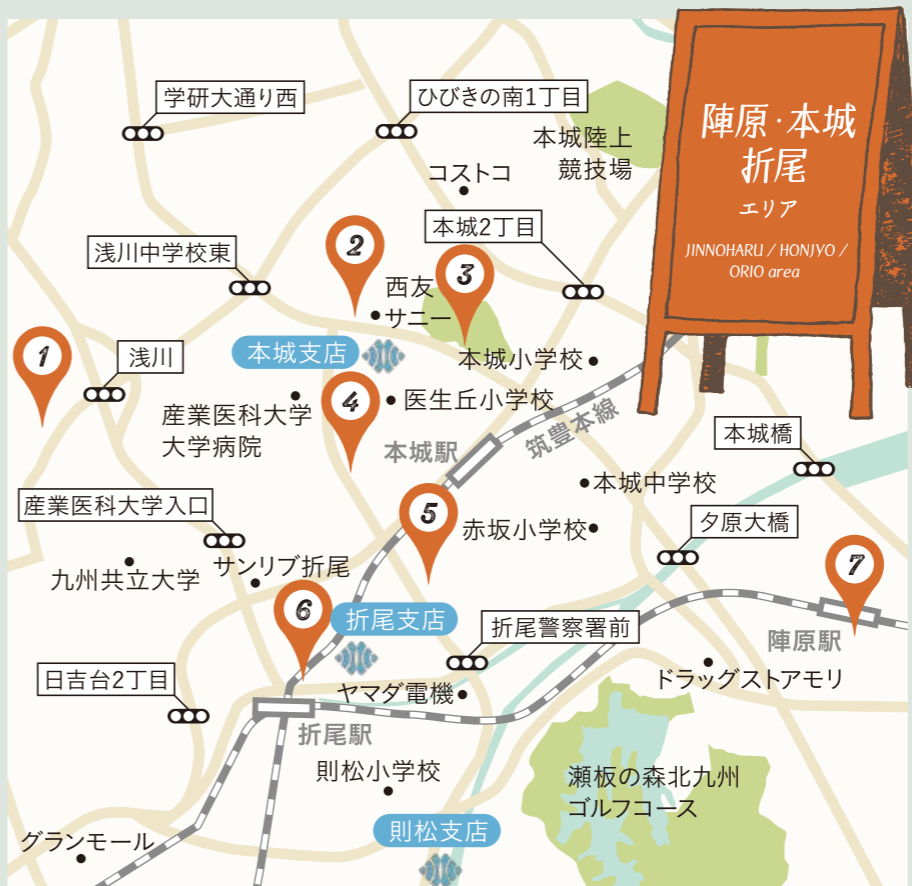 陣原・本城
折尾
エリア
JINNOHARU / HONJYO /
ORIO area
学研大通り西
ひびきの南1丁目
本城陸上
競技場
コストコ
本城2丁目
浅川中学校東
2
3
西友
サニー
1
浅川
本城支店
本城小学校
4
産業医科大学
大学病院
医生丘小学校
本城駅
筑豊本線
本城橋
本城中学校
産業医科大学入口
5
赤坂小学校
夕原大橋
九州共立大学
サンリブ折尾
7
6
折尾支店
折尾警察署前
陣原駅
日吉台2丁目
ヤマダ電機
ドラッグストアモリ
折尾駅
則松小学校
瀬板の森北九州
ゴルフコース
則松支店
グランモール